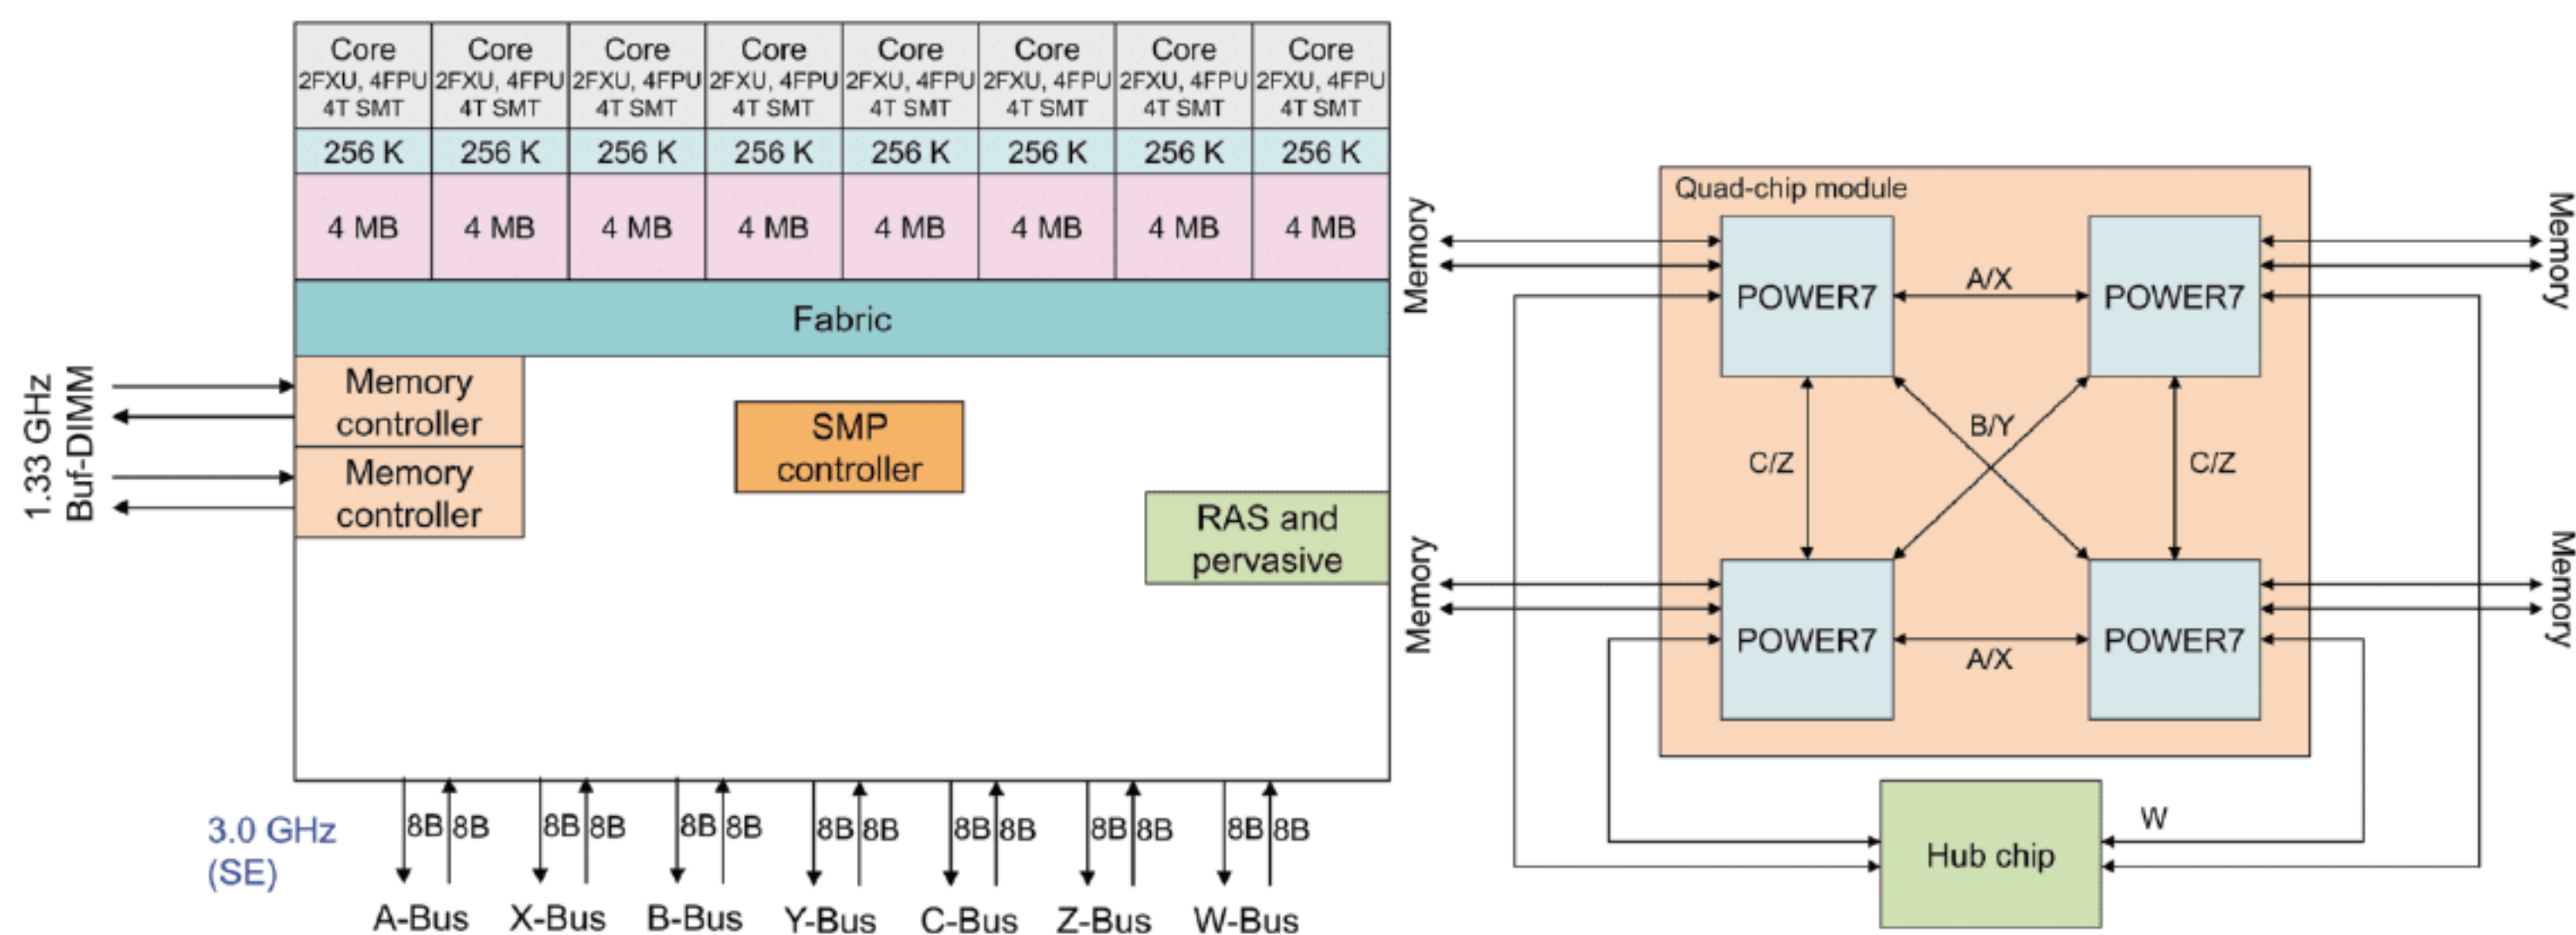 Core Core Core Core Core Core Core Core
2FXU, 4FPU 2FXU, 4FPU 2FXU, 4FPU 2FXU, 4FPU 2FXU, 4FPU 2FXU, 4FPU 2FXU, 4FPU 2FXU, 4FPU
4T SMT 4T SMT 4T SMT 4T SMT 4T SMT 4T SMT 4T SMT 4T SMT
256 K 256 K 256 K 256 K 256 K 256 K 256 K 256 K
4 MB 4 MB 4 MB 4 MB 4 MB 4 MB 4 MB 4 MB
Fabric
1.33 GHz
Buf-DIMM
Memory
controller
Memory
controller
SMP
controller
RAS and
pervasive
3.0 GHz
(SE)
8B 8B 8B 8B 8B 8B 8B 8B 8B 8B 8B 8B 8B 8B
A-Bus X-Bus B-Bus Y-Bus C-Bus Z-Bus W-Bus
Quad-chip module
Memory
POWER7
A/X
POWER7
Memory
C/Z
B/Y
C/Z
Memory
POWER7
A/X
POWER7
Memory
W
Hub chip